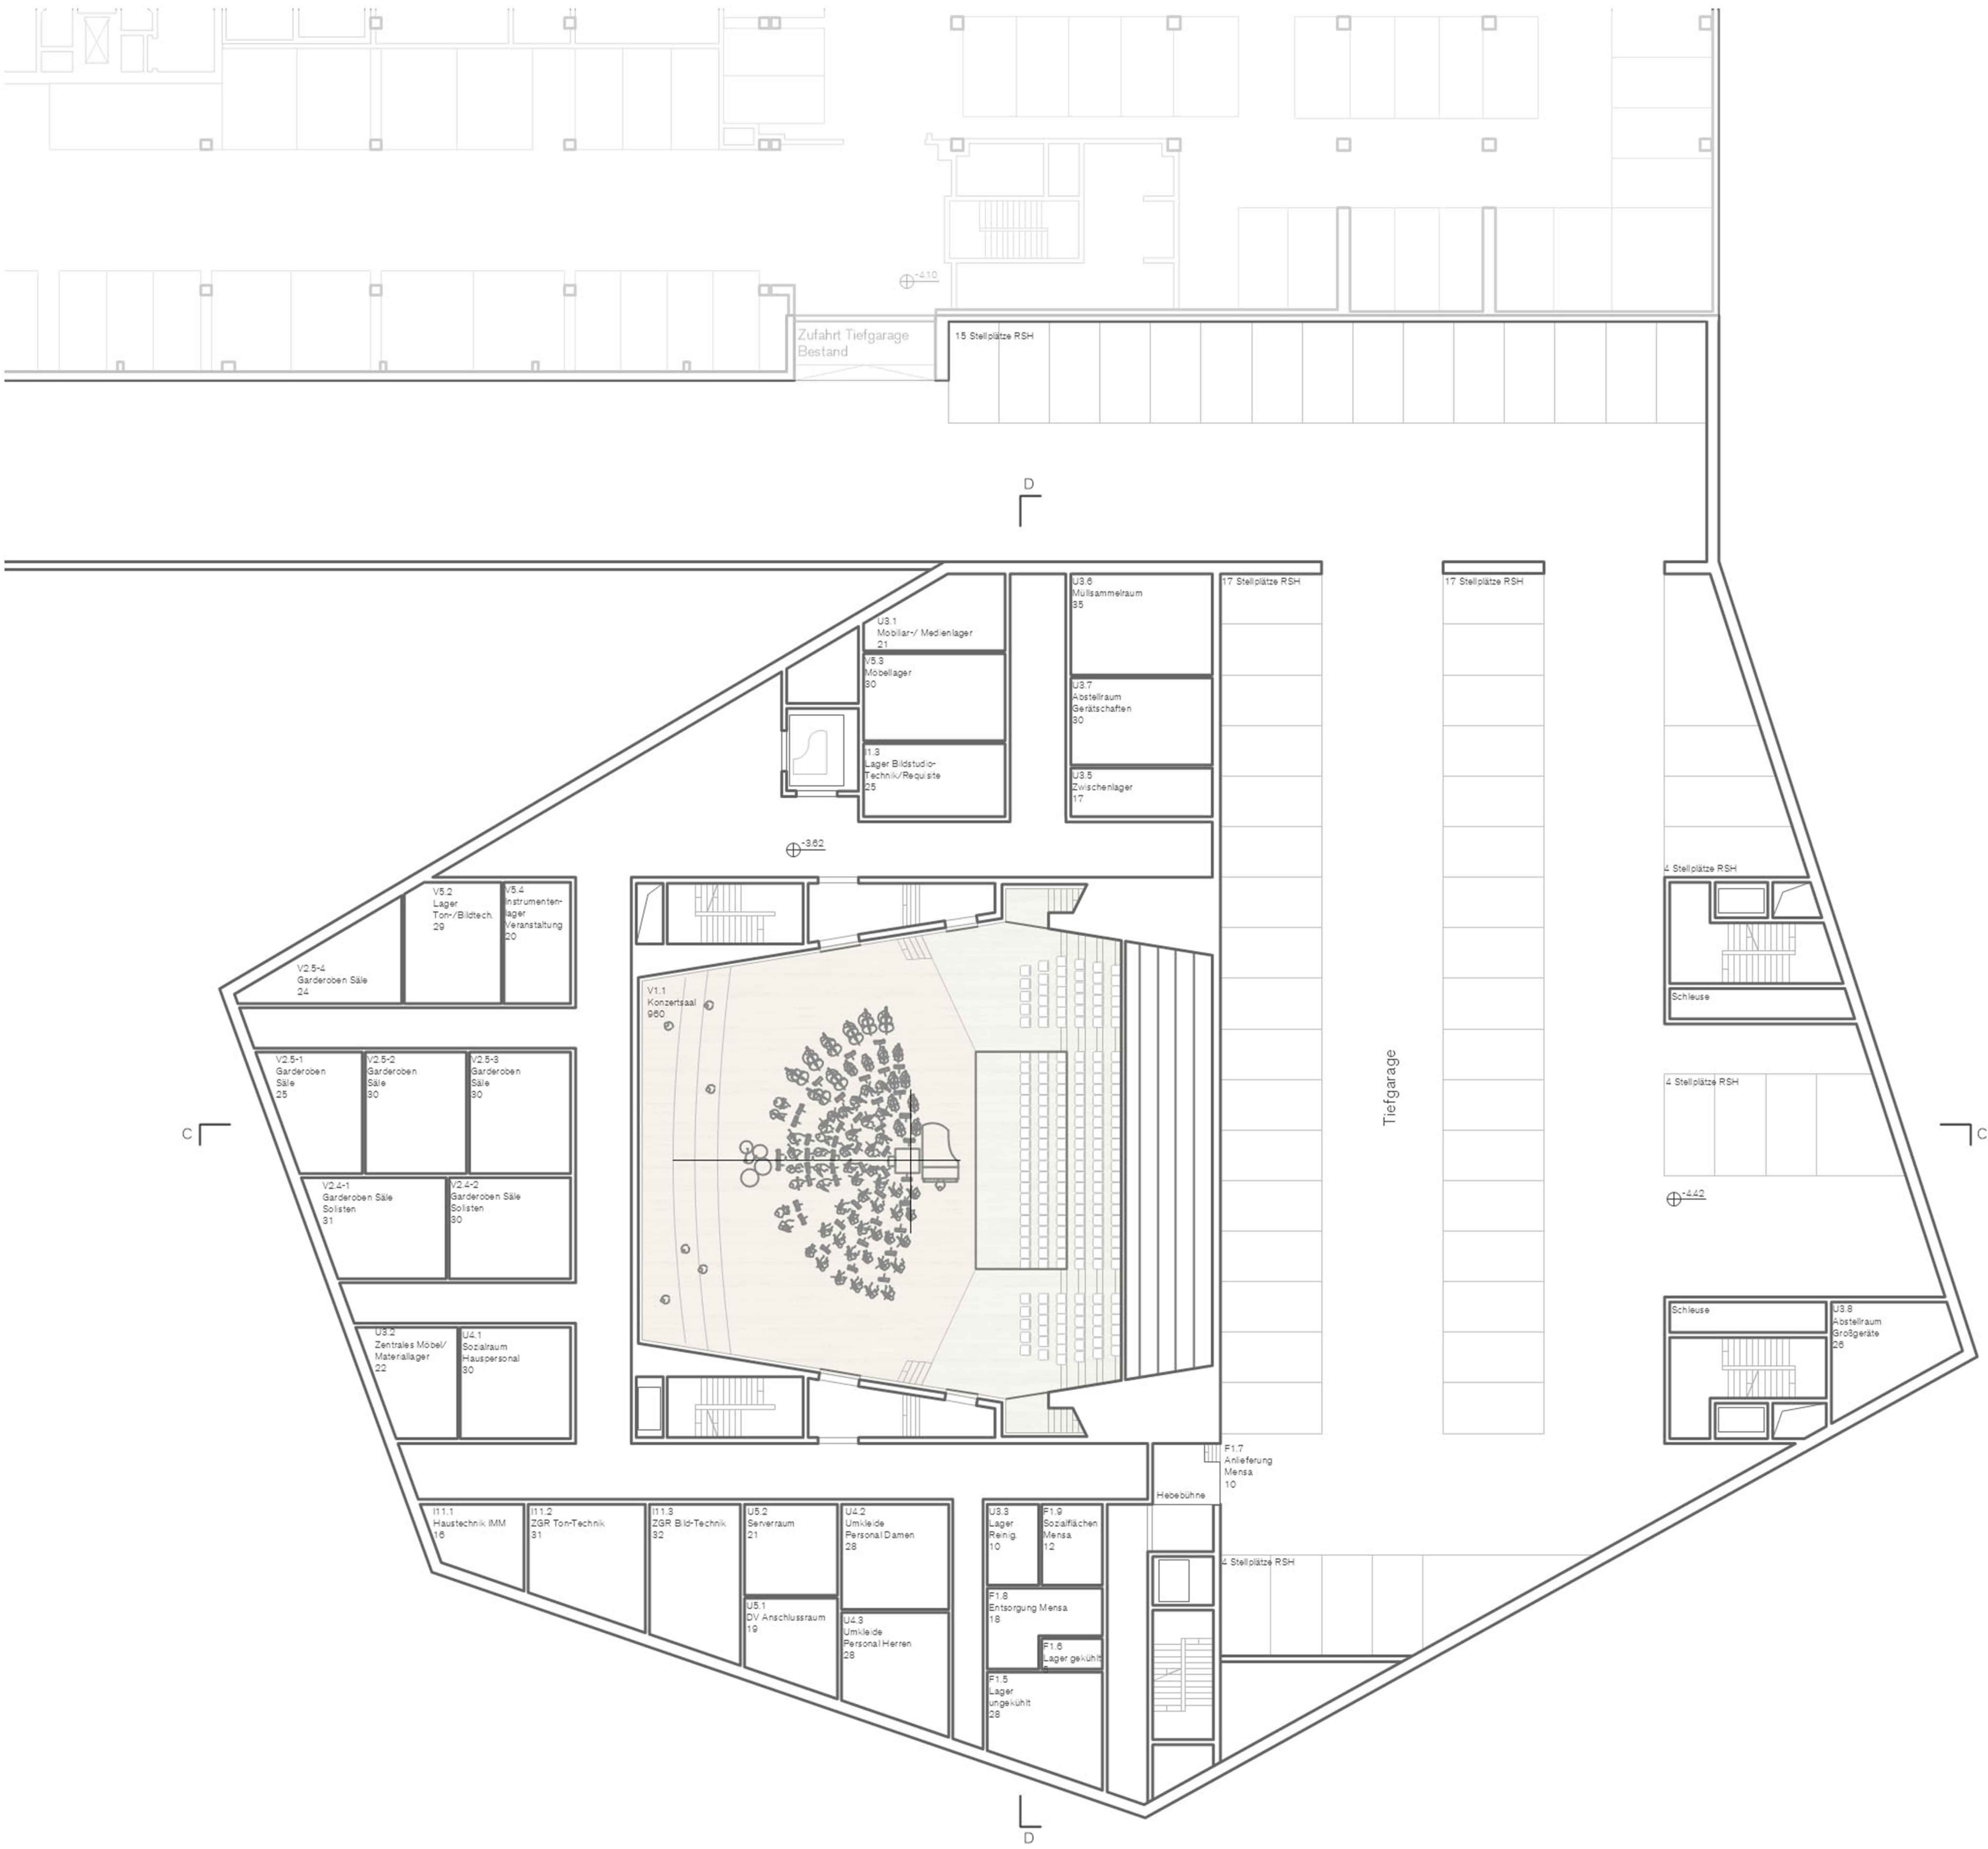 -4.10
Zufahrt Tiefgarage
Bestand
15 Stellplätze RSH
D
U3.6
Müllsammelraum
35
17 Stellplätze RSH
17 Stellplätze RSH
U3.1
Mobiliar-/ Medienlager
21
V5.3
Möbellager
30
U3.7
Abstellraum
Gerätschaften
30
I1.3
Lager Bildstudio-
Technik/Requiste
25
U3.5
Zwischenlager
17
-3.62
4 Stellplätze RSH
V5.2
Lager
Ton-/Bildtech.
29
V5.4
Instrumenten-
lager
Veranstaltung
20
V2.5-4
Garderoben Säle
24
V1.1
Konzertsaal
960
Schleuse
V2.5-1
Garderoben
Säle
25
V2.5-2
Garderoben
Säle
30
V2.5-3
Garderoben
Säle
30
Tiefgarage
4 Stellplätze RSH
C
C
V2.4-1
Garderoben Säle
Solisten
31
V2.4-2
Garderoben Säle
Solisten
30
-4.42
U3.2
Zentrales Möbel/
Materiallager
22
U4.1
Sozialraum
Hauspersonal
30
Schleuse
U3.8
Abstellraum
Großgeräte
26
F1.7
Anlieferung
Mensa
10
Hebebühne
I11.1
Haustechnik IMM
16
I11.2
ZGR Ton-Technik
31
I11.3
ZGR Bild-Technik
32
U5.2
Serverraum
21
U4.2
Umkleide
Personal Damen
28
U3.3
Lager
Reinig.
10
F1.9
Sozialflächen
Mensa
12
4 Stellplätze RSH
U5.1
DV Anschlussraum
19
U4.3
Umkleide
Personal Herren
28
F1.8
Entsorgung Mensa
18
F1.6
Lager gekühlt
F1.5
Lager
ungekühlt
28
D